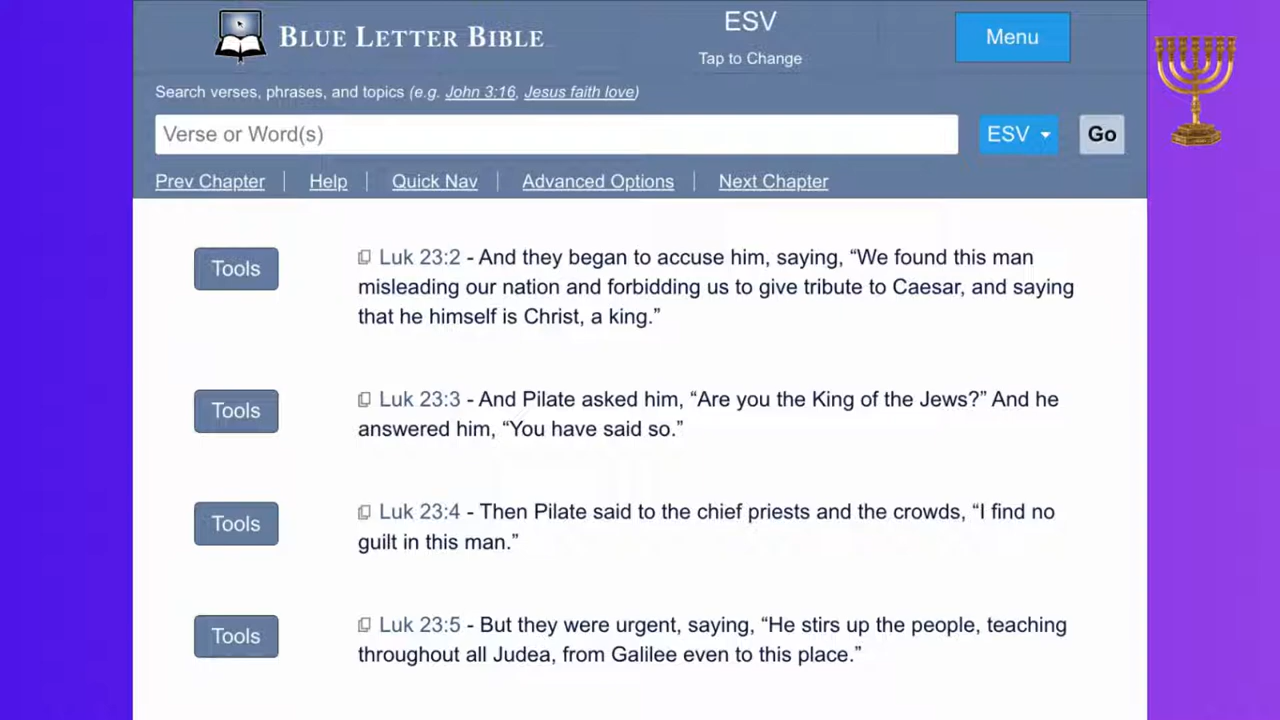 BLUE LETTER BIBLE
ESV
Tap to Change
Menu
Search verses, phrases, and topics (e.g. John 3:16, Jesus faith love)
Verse or Word(s)
ESV
Go
Prev Chapter | Help | Quick Nav | Advanced Options | Next Chapter
Tools
Luk 23:2 - And they began to accuse him, saying, “We found this man
misleading our nation and forbidding us to give tribute to Caesar, and saying
that he himself is Christ, a king.”
Tools
Luk 23:3 - And Pilate asked him, “Are you the King of the Jews?” And he
answered him, “You have said so.”
Tools
Luk 23:4 - Then Pilate said to the chief priests and the crowds, “I find no
guilt in this man.”
Tools
Luk 23:5 - But they were urgent, saying, “He stirs up the people, teaching
throughout all Judea, from Galilee even to this place.”